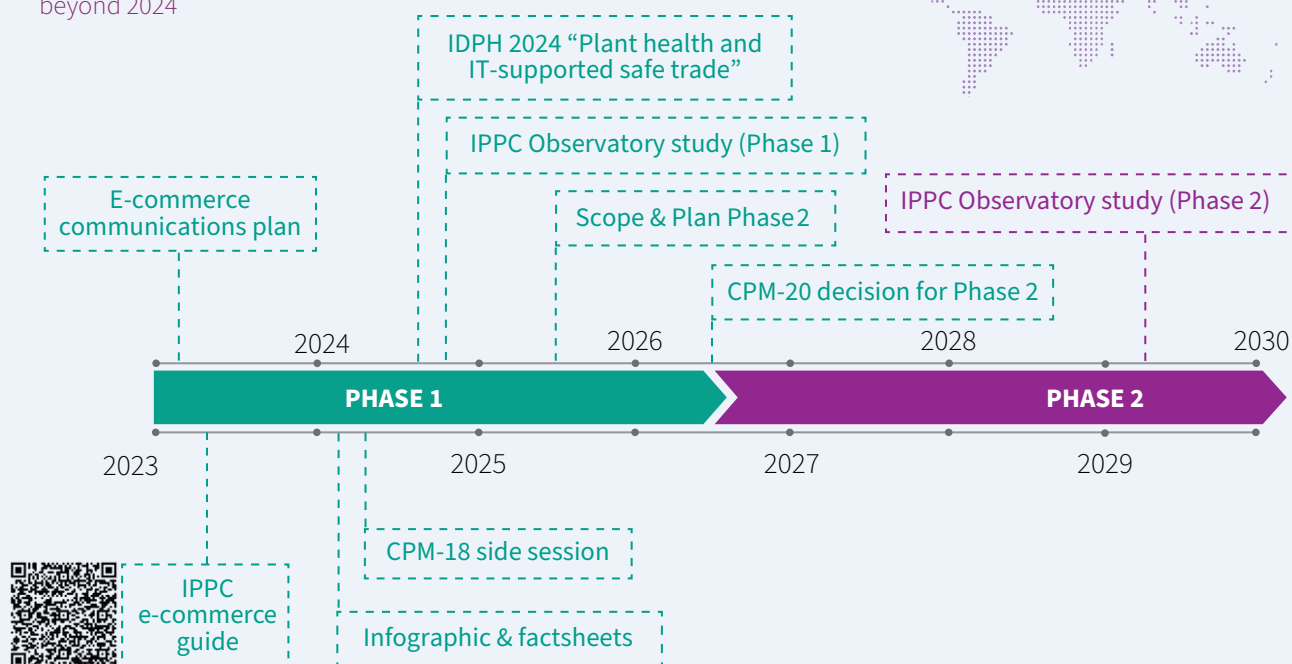 beyond 2024
IDPH 2024 “Plant health and
IT-supported safe trade”
IPPC Observatory study (Phase 1)
E-commerce
communications plan
Scope & Plan Phase 2
IPPC Observatory study (Phase 2)
CPM-20 decision for Phase 2
2024
2026
2028
2030
PHASE 1
PHASE 2
2023
2025
2027
2029
CPM-18 side session
IPPC
e-commerce
guide
Infographic & factsheets